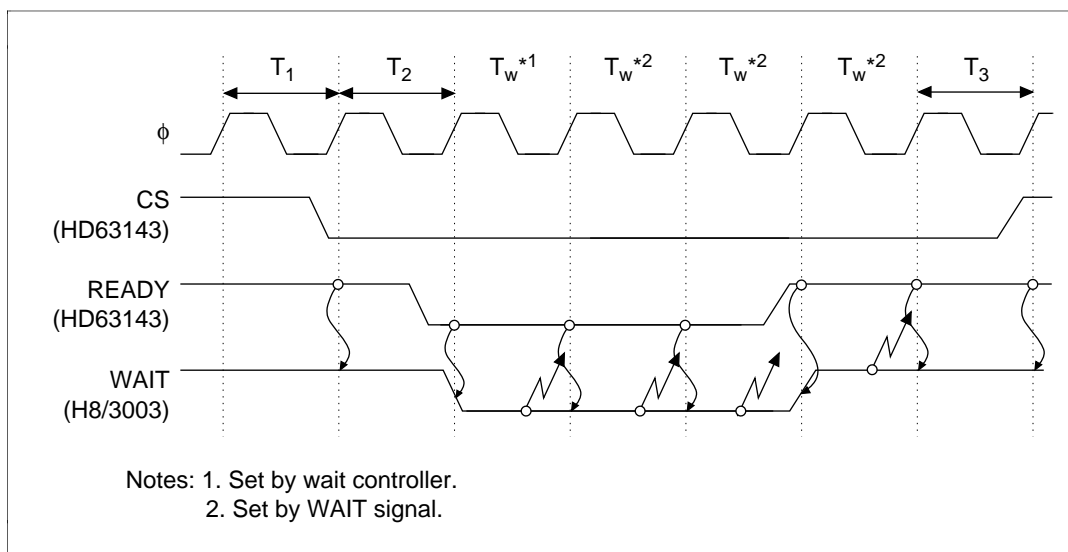 T1 T2 Tw*1 Tw*2 Tw*2 Tw*2 T3
ϕ
CS
(HD63143)
READY
(HD63143)
WAIT
(H8/3003)
Notes: 1. Set by wait controller.
2. Set by WAIT signal.